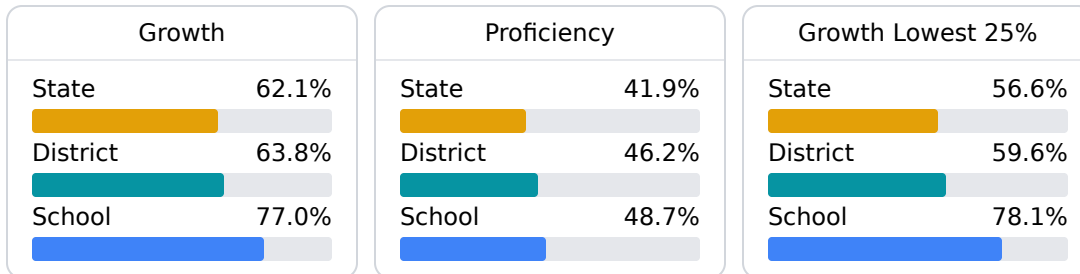 Growth
State 62.1%
District 63.8%
School 77.0%
Proficiency
State 41.9%
District 46.2%
School 48.7%
Growth Lowest 25%
State 56.6%
District 59.6%
School 78.1%